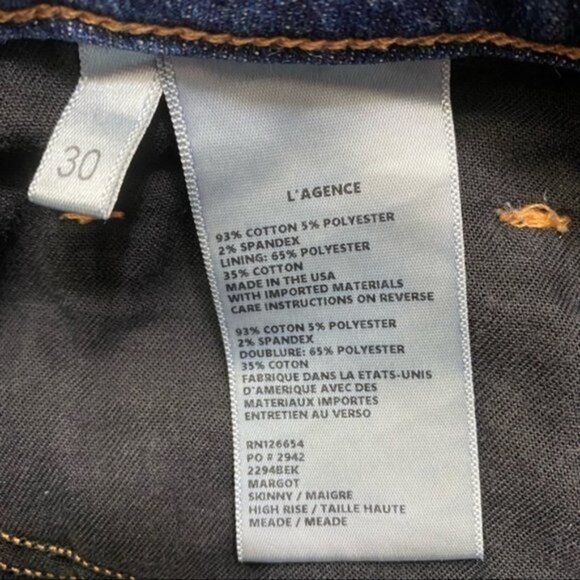 30
L'AGENCE
93% COTTON 5% POLYESTER
2% SPANDEX
LINING: 65% POLYESTER
35% COTTON
MADE IN THE USA
WITH IMPORTED MATERIALS
CARE INSTRUCTIONS ON REVERSE
93% COTON 5% POLYESTER
2% SPANDEX
DOUBLURE: 65% POLYESTER
35% COTON
FABRIQUE DANS LA ETATS-UNIS
D'AMERIQUE AVEC DES
MATERIAUX IMPORTES
ENTRETIEN AU VERSO
RN126654
PO # 2942
2294BEK
MARGOT
SKINNY / MAIGRE
HIGH RISE / TAILLE HAUTE
MEADE / MEADE